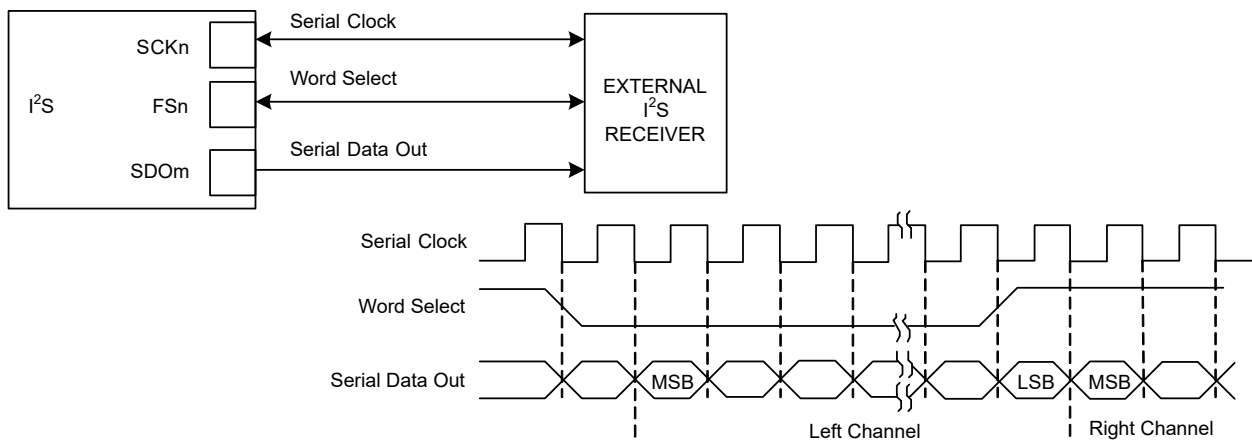 Serial Clock
SCKn
Word Select
I²S
FSn
EXTERNAL
I²S
RECEIVER
Serial Data Out
SDOm
Serial Clock
Word Select
Serial Data Out
MSB
LSB
MSB
Left Channel
Right Channel